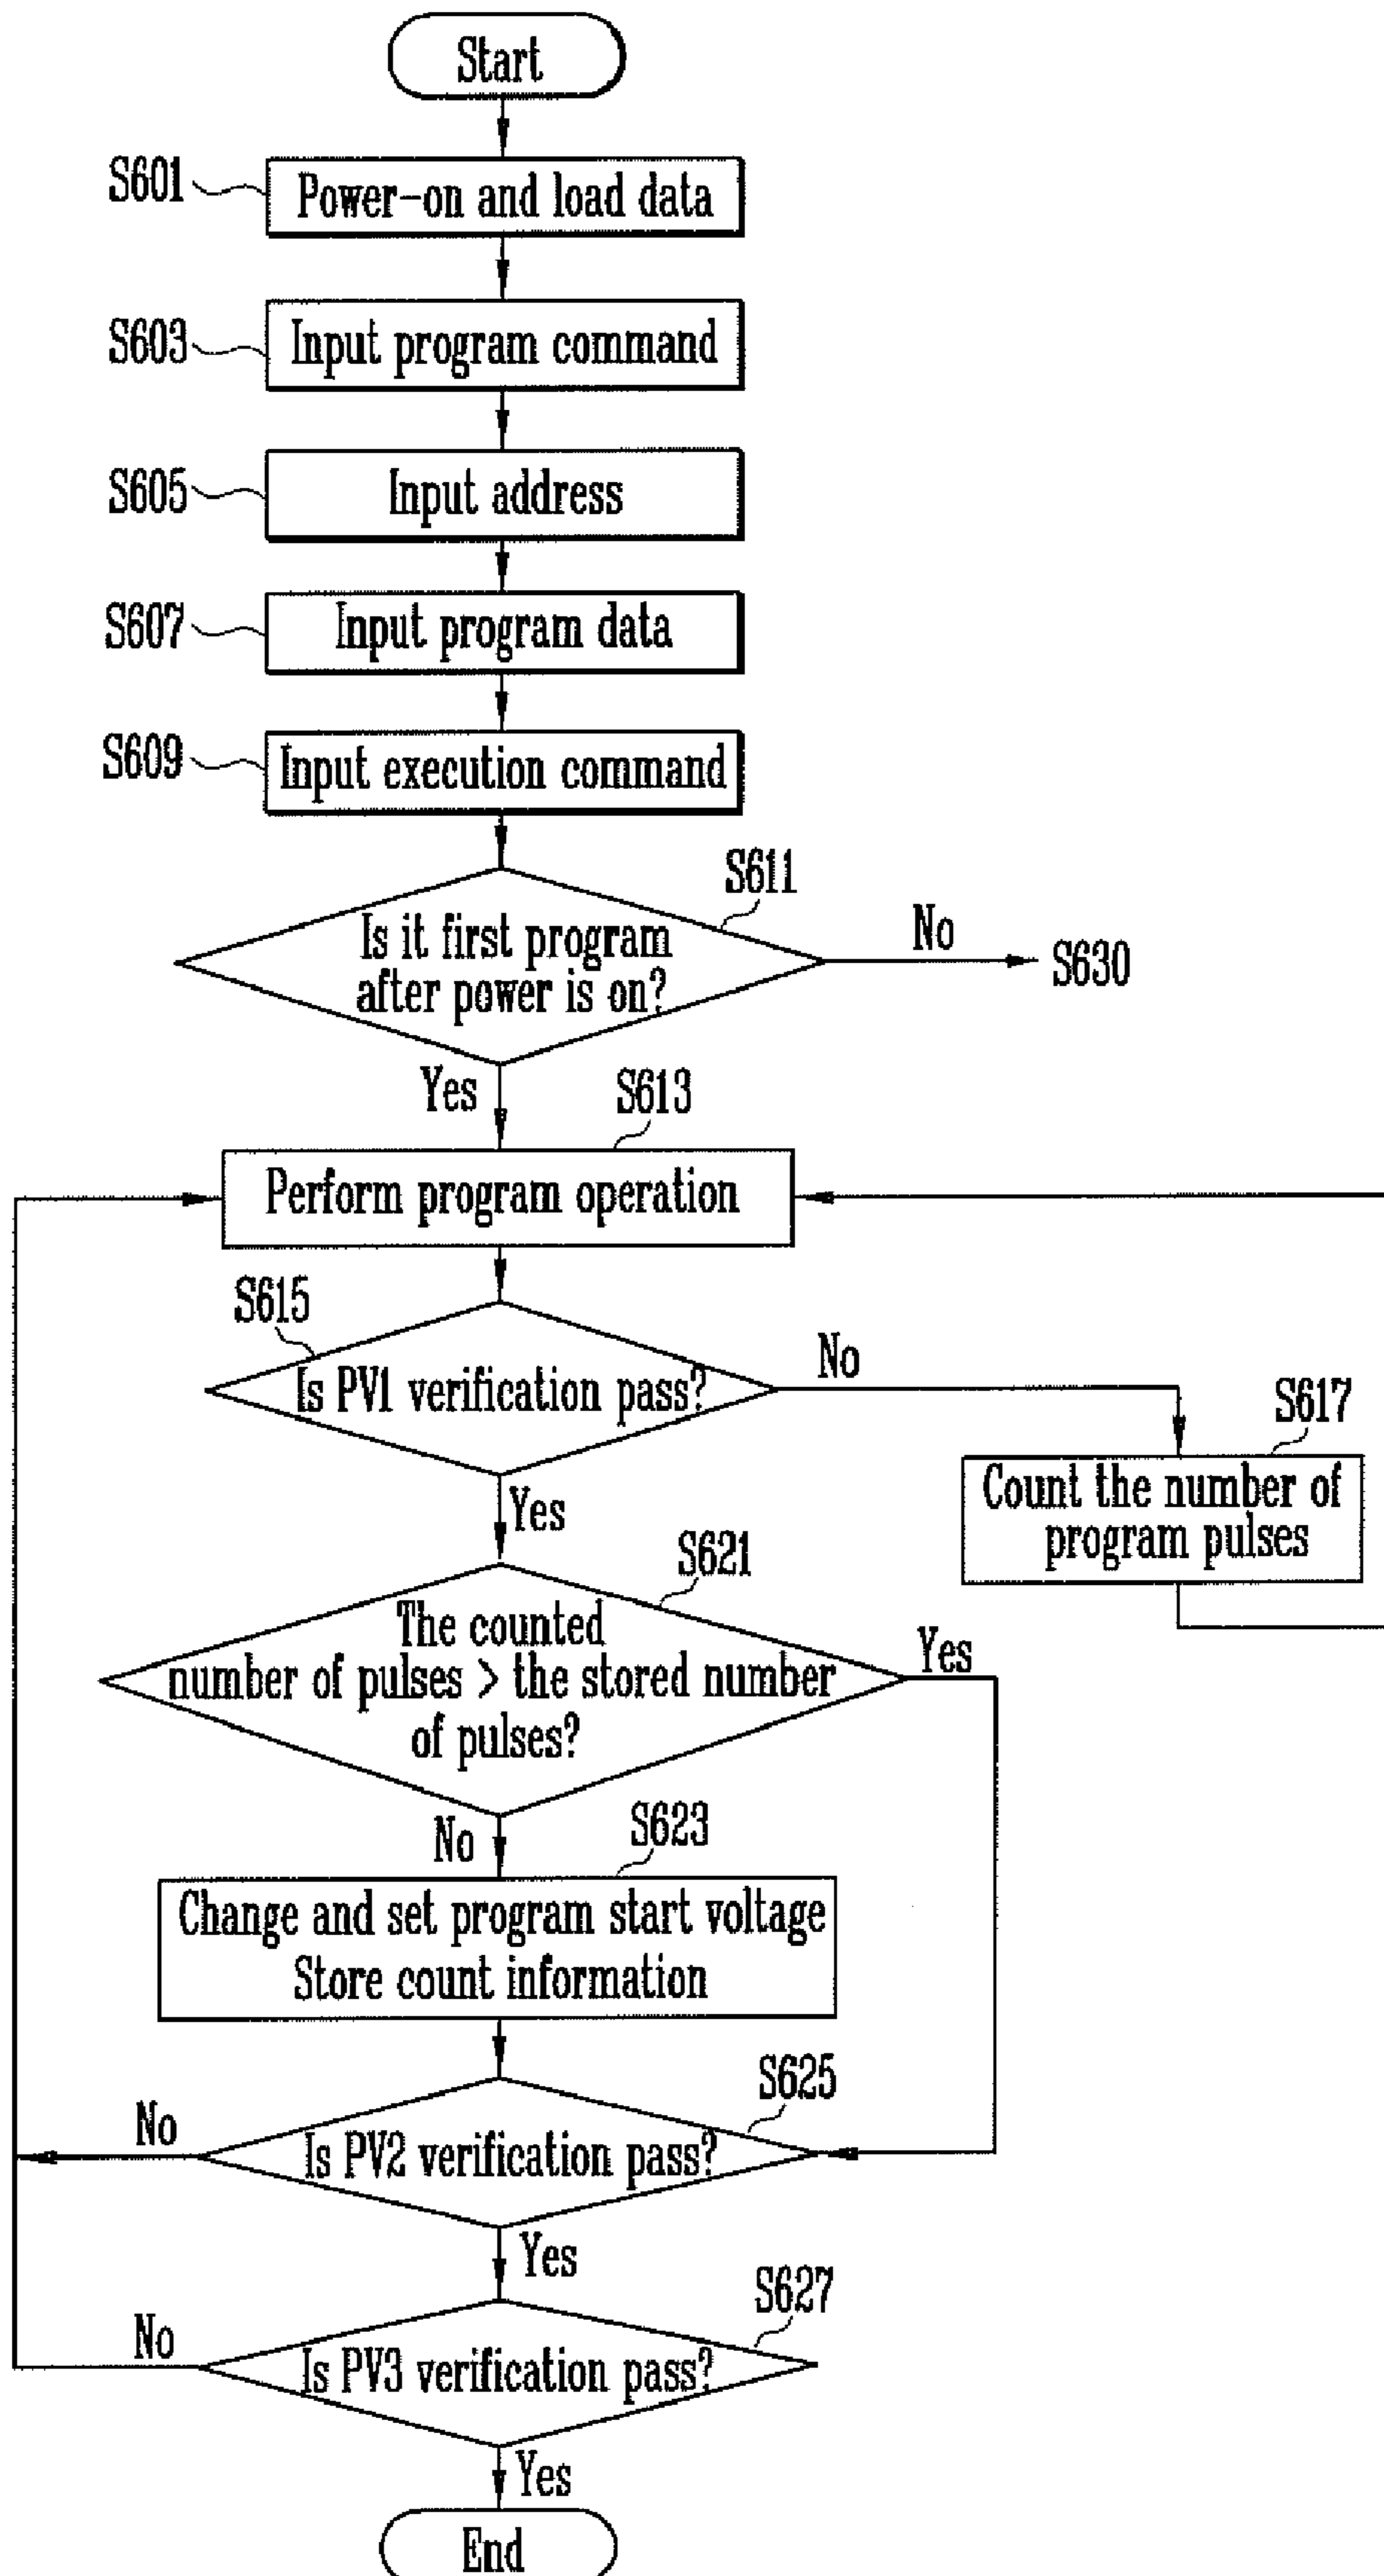 Start
S601
Power-on and load data
S603
Input program command
S605
Input address
S607
Input program data
S609
Input execution command
S611
Is it first program
after power is on?
No
S630
Yes
S613
Perform program operation
S615
Is PV1 verification pass?
No
S617
Count the number of
program pulses
Yes
S621
The counted
number of pulses > the stored number
of pulses?
Yes
No
S623
Change and set program start voltage
Store count information
S625
Is PV2 verification pass?
No
Yes
S627
Is PV3 verification pass?
No
Yes
End